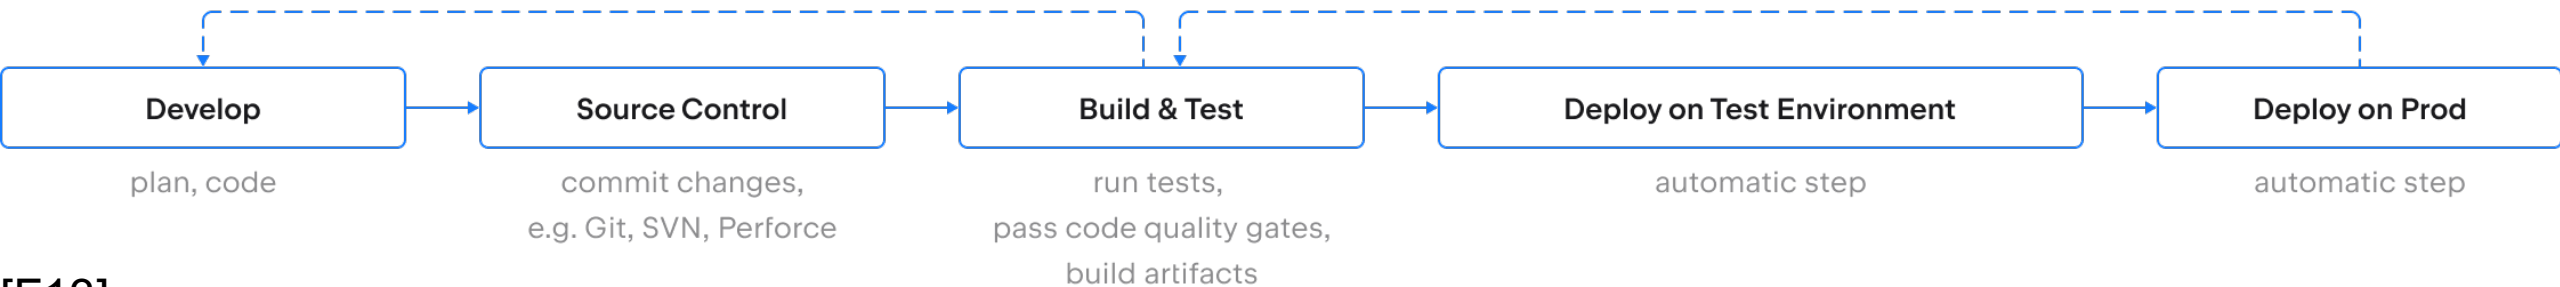 Develop
plan, code
Source Control
commit changes,
e.g. Git, SVN, Perforce
Build & Test
run tests,
pass code quality gates,
build artifacts
Deploy on Test Environment
automatic step
Deploy on Prod
automatic step